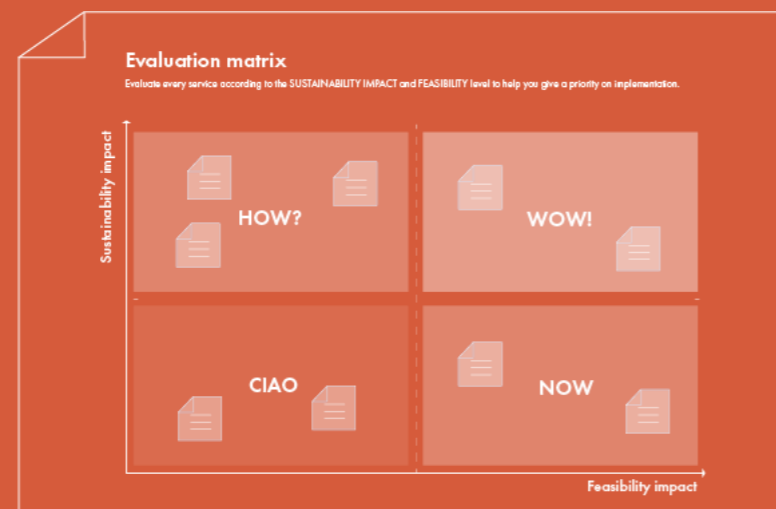 Evaluation matrix
Evaluate every service according to the SUSTAINABILITY IMPACT and FEASIBILITY level to help you give a priority on implementation.
Sustainability impact
HOW?
WOW!
CIAO
NOW
Feasibility impact